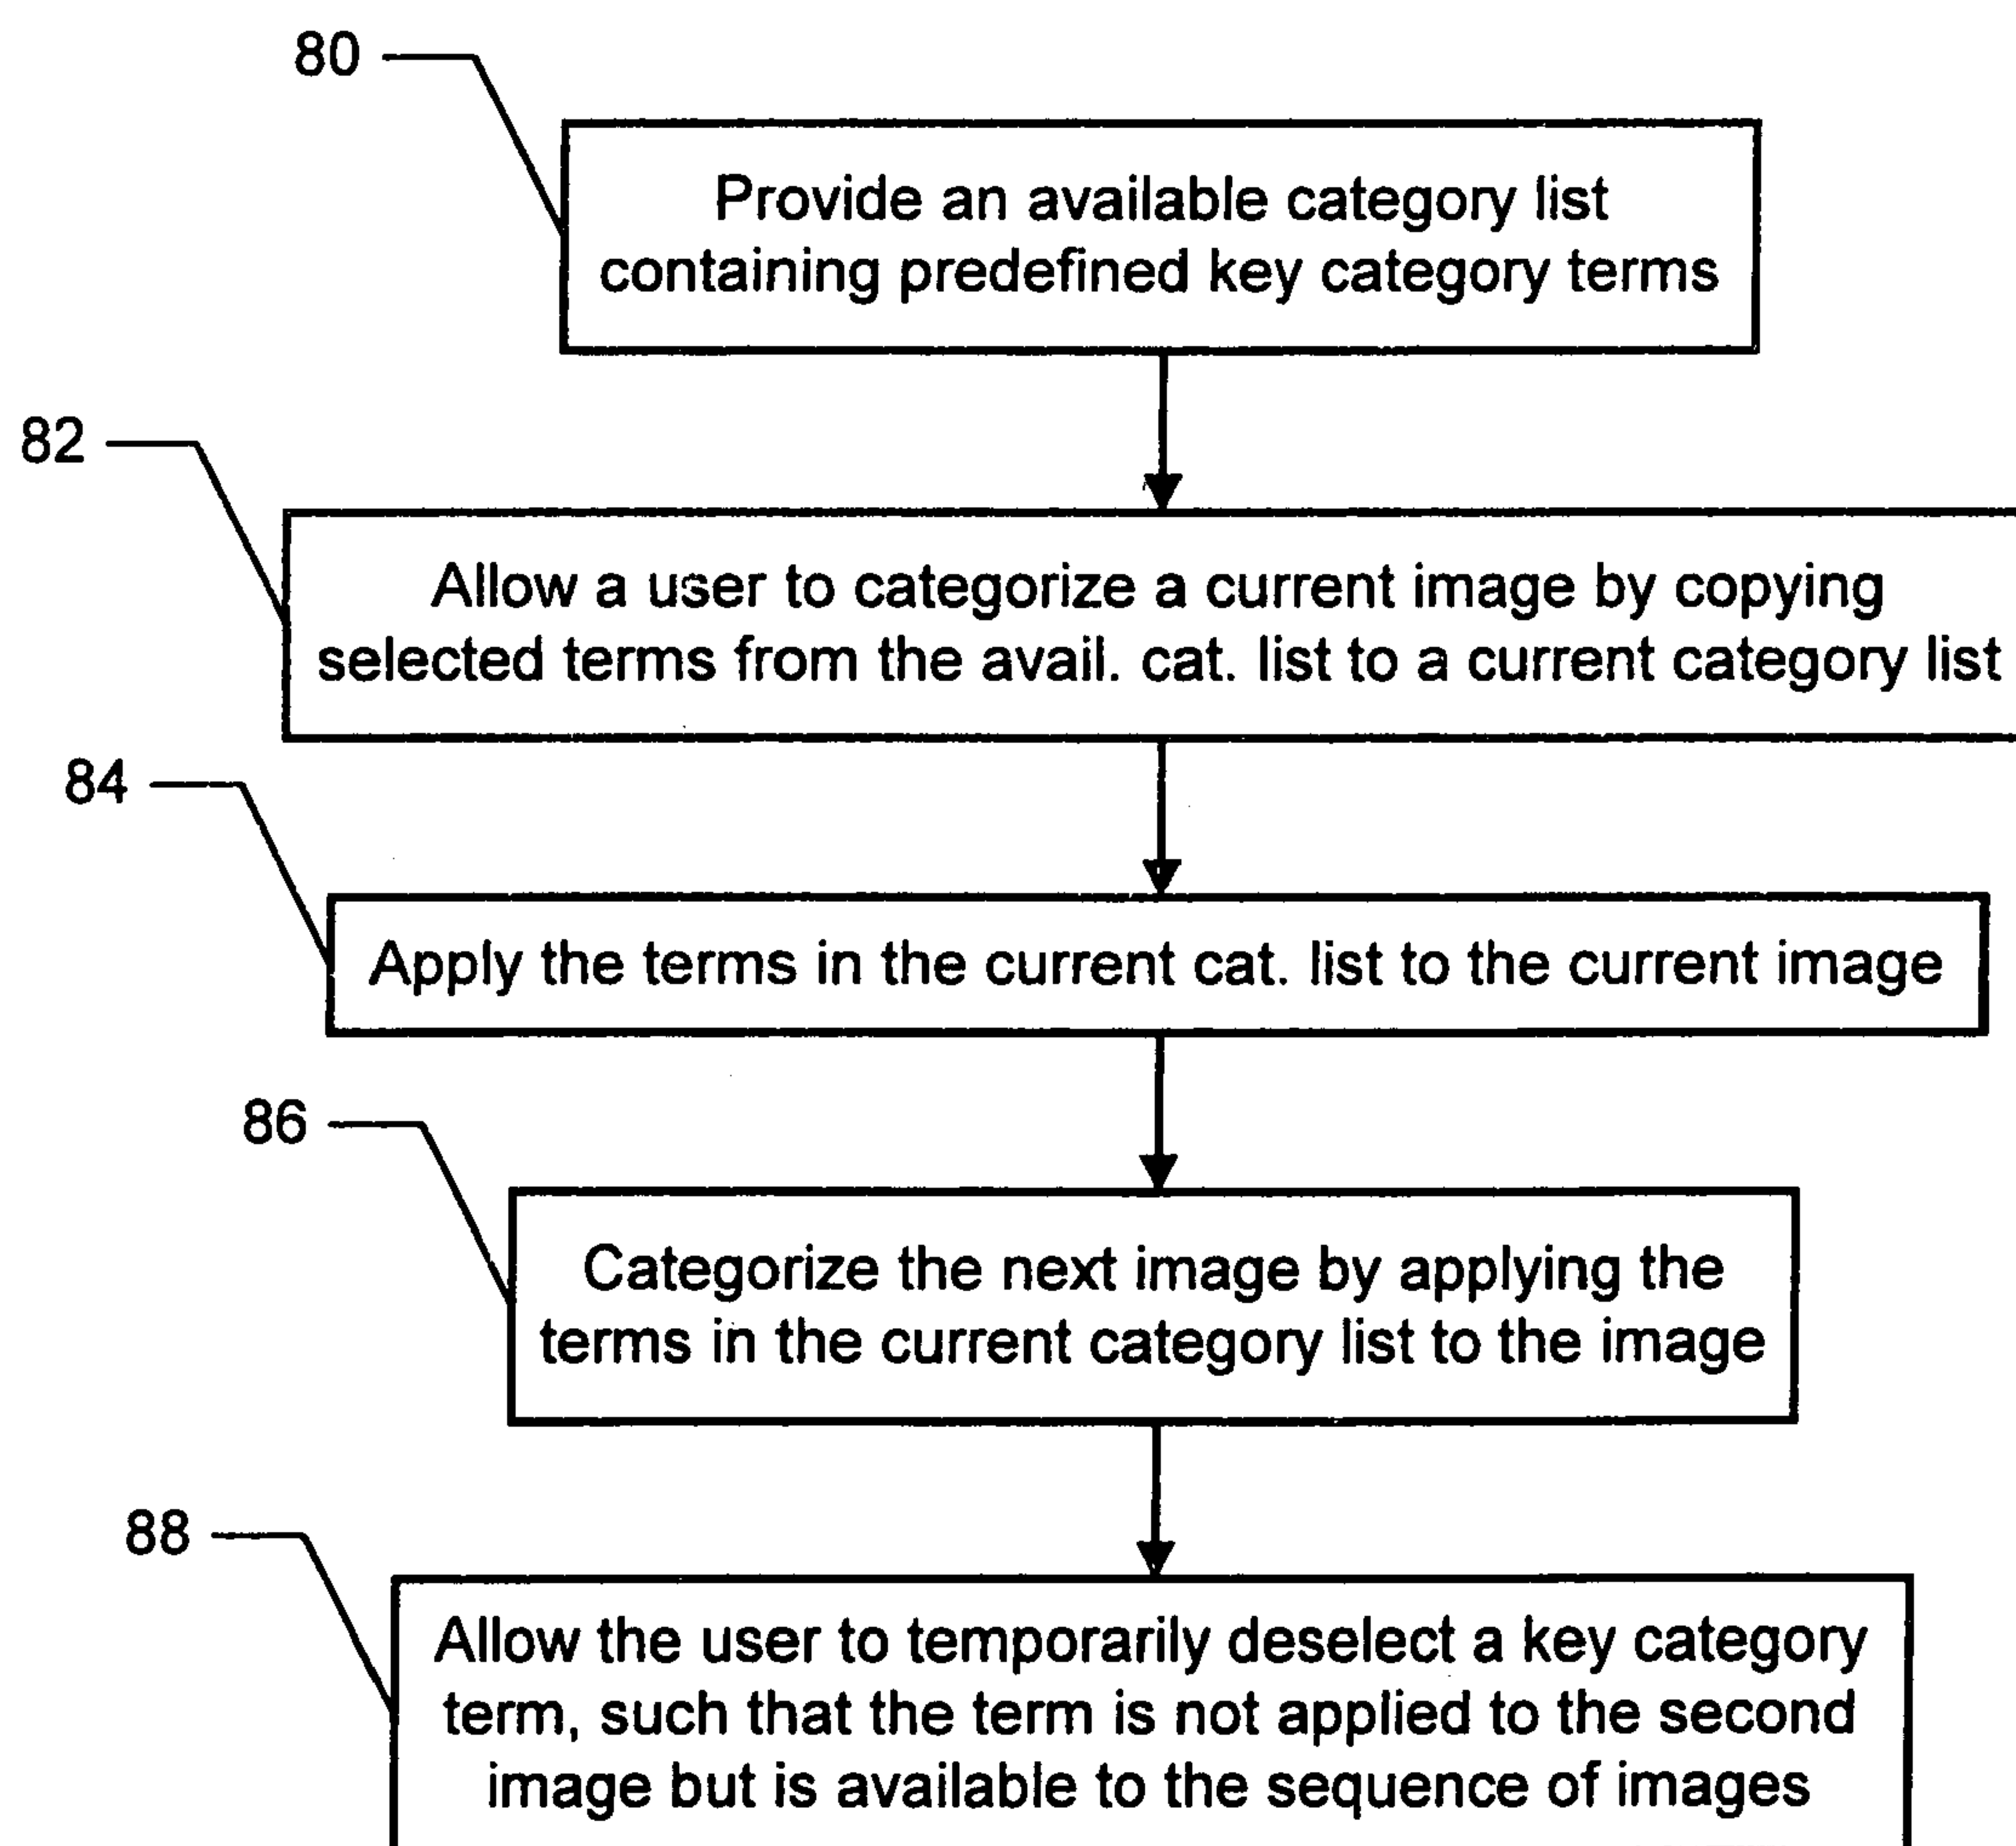 80
Provide an available category list
containing predefined key category terms
82
Allow a user to categorize a current image by copying
selected terms from the avail. cat. list to a current category list
84
Apply the terms in the current cat. list to the current image
86
Categorize the next image by applying the
terms in the current category list to the image
88
Allow the user to temporarily deselect a key category
term, such that the term is not applied to the second
image but is available to the sequence of images